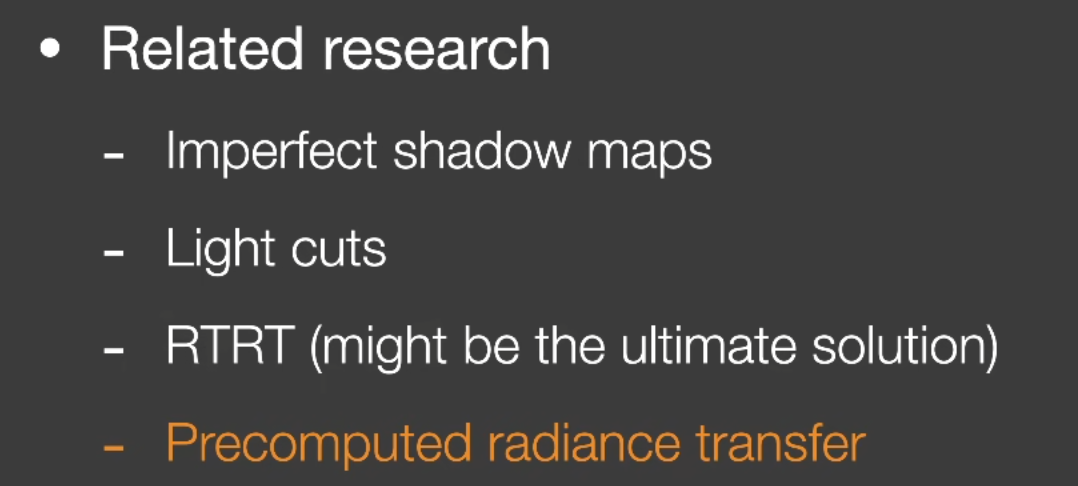 • Related research
- Imperfect shadow maps
- Light cuts
- RTRT (might be the ultimate solution)
- Precomputed radiance transfer